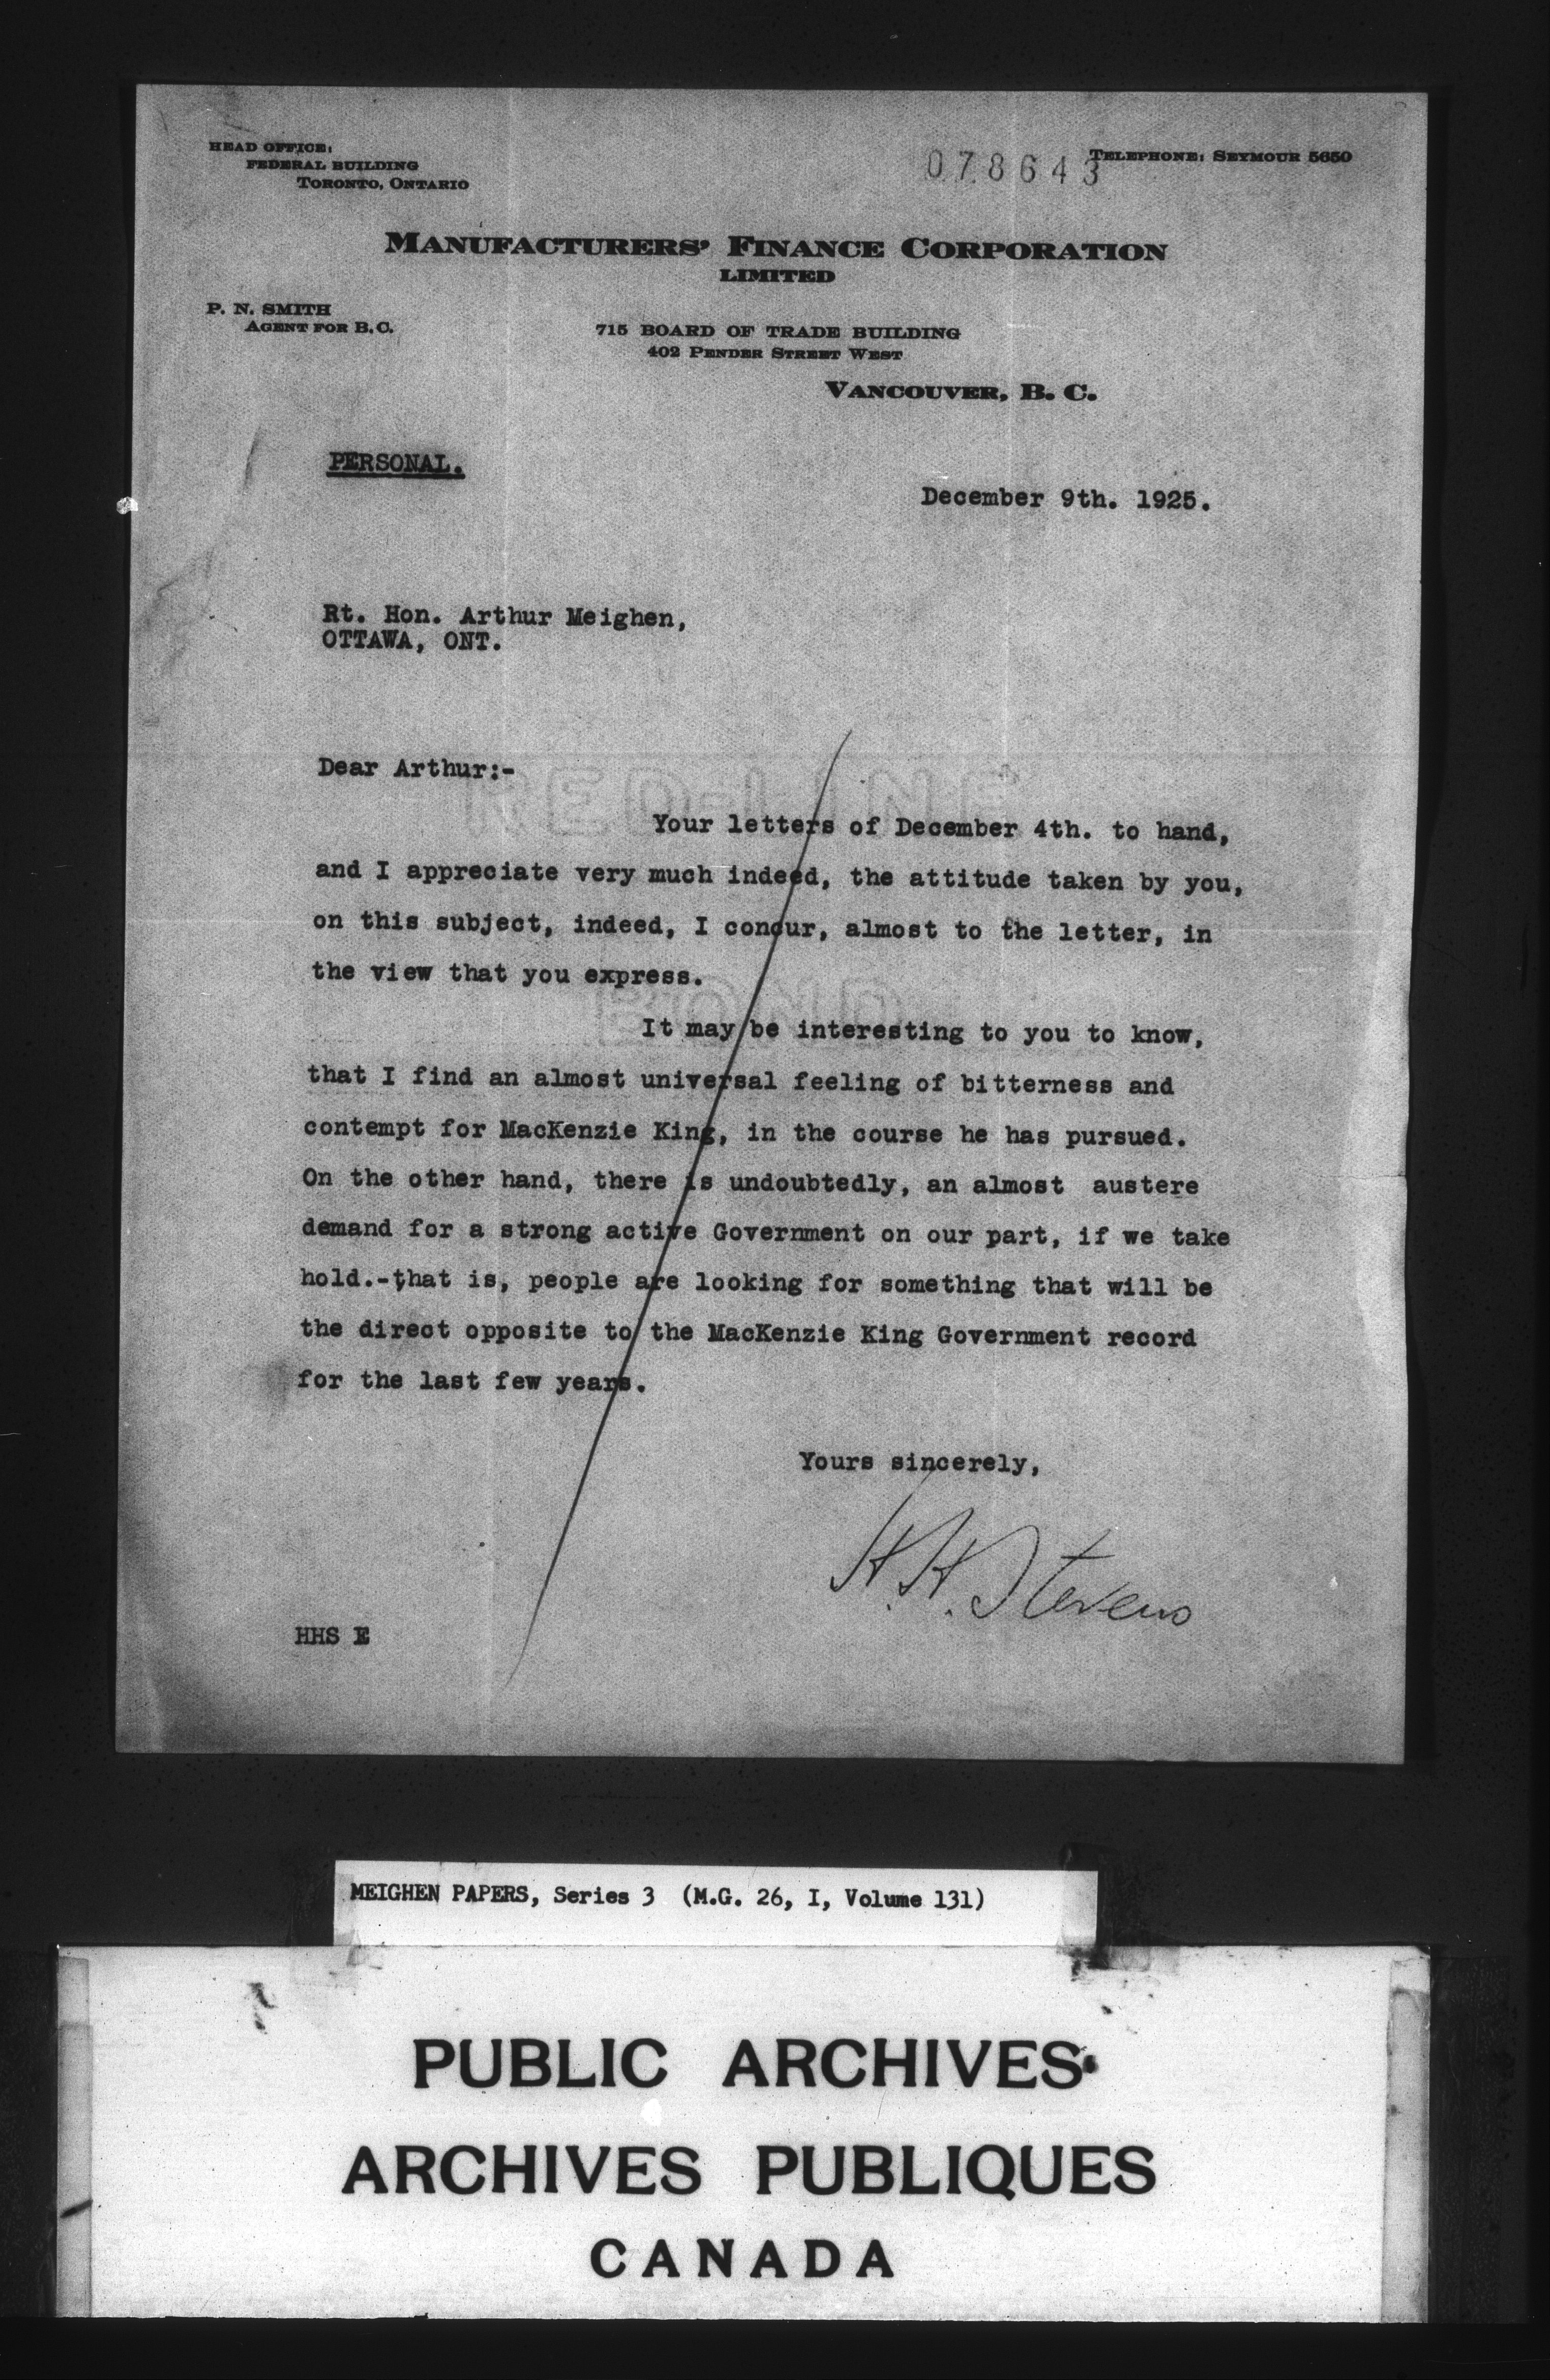 HEAD OFFICE:
FEDERAL BUILDING
TORONTO, ONTARIO
078643
TELEPHONE: SEYMOUR 5650
MANUFACTURERS' FINANCE CORPORATION
LIMITED
P. N. SMITH
AGENT FOR B.C.
715 BOARD OF TRADE BUILDING
402 PENDER STREET WEST
VANCOUVER, B. C.
PERSONAL.
December 9th. 1925.
Rt. Hon. Arthur Meighen,
OTTAWA, ONT.
RED-LINE
Dear Arthur:-
Your letters of December 4th. to hand,
and I appreciate very much indeed, the attitude taken by you,
on this subject, indeed, I concur, almost to the letter, in
the view that you express.
BOND
It may be interesting to you to know,
that I find an almost universal feeling of bitterness and
contempt for MacKenzie King, in the course he has pursued.
On the other hand, there is undoubtedly, an almost austere
demand for a strong active Government on our part, if we take
hold.-that is, people are looking for something that will be
the direct opposite to the MacKenzie King Government record
for the last few years.
Yours sincerely,
H. H. Stevens
HHS E
MEIGHEN PAPERS, Series 3 (M.G. 26, I, Volume 131)
PUBLIC ARCHIVES
ARCHIVES PUBLIQUES
CANADA